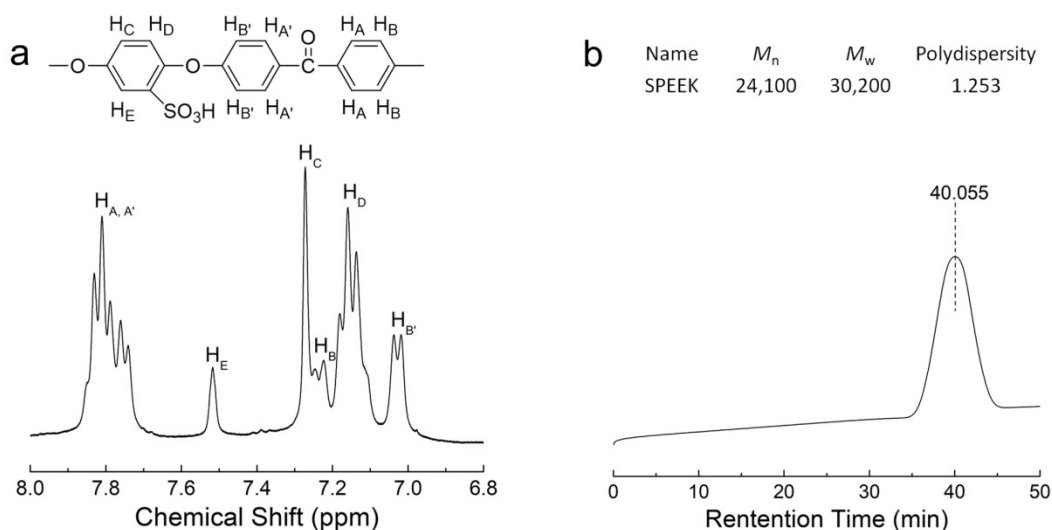 a
H_C H_D H_B' H_A' O H_A H_B
O O C
H_E SO₃H H_B' H_A' H_A H_B
H_A, A'
H_E
H_C
H_B
H_D
H_B'
8.0 7.8 7.6 7.4 7.2 7.0 6.8
Chemical Shift (ppm)
b
Name M_n M_w Polydispersity
SPEEK 24,100 30,200 1.253
40.055
0 10 20 30 40 50
Rentention Time (min)